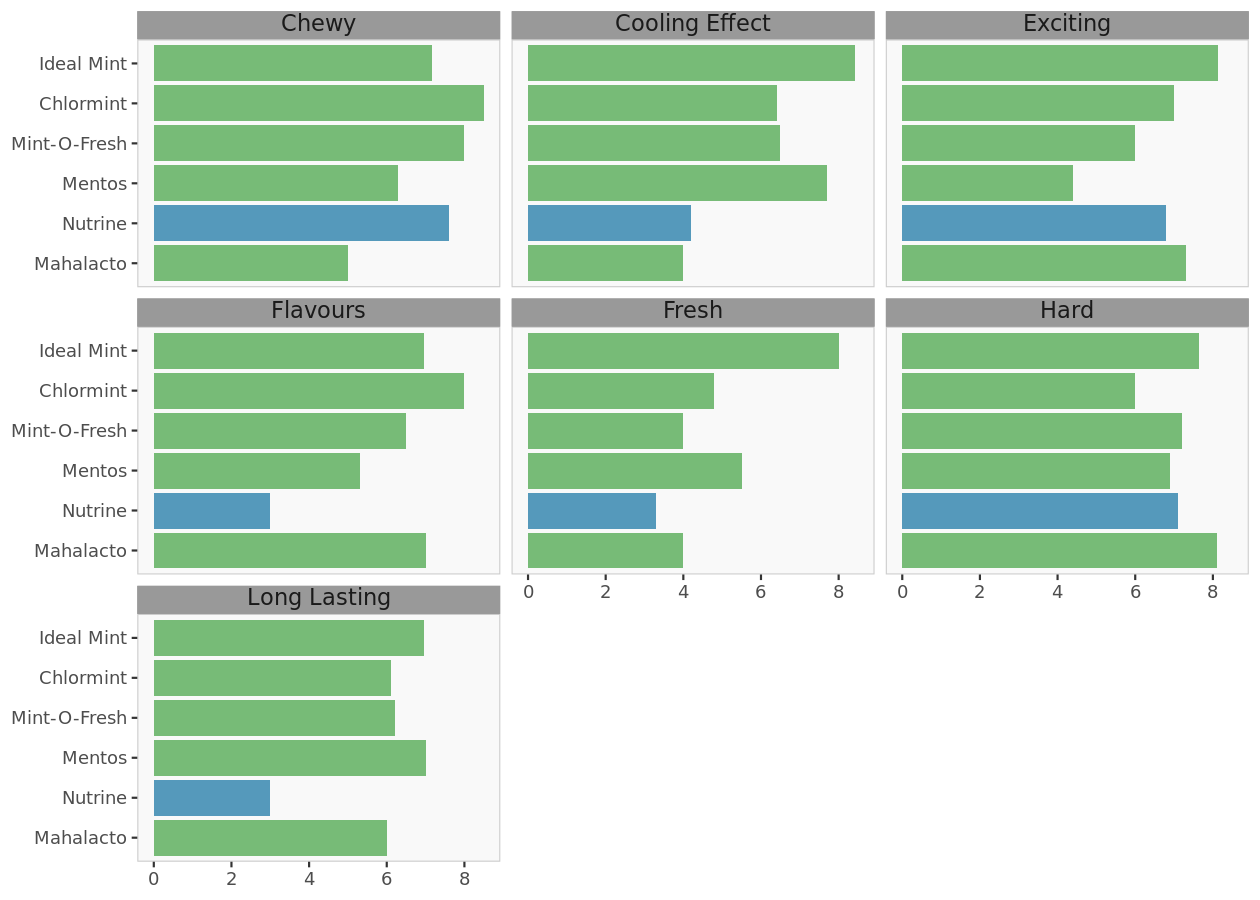 Chewy
Cooling Effect
Exciting
Ideal Mint
Chlormint
Mint-O-Fresh
Mentos
Nutrine
Mahalacto
Flavours
Fresh
Hard
Ideal Mint
Chlormint
Mint-O-Fresh
Mentos
Nutrine
Mahalacto
0 2 4 6 8
0 2 4 6 8
Long Lasting
Ideal Mint
Chlormint
Mint-O-Fresh
Mentos
Nutrine
Mahalacto
0 2 4 6 8